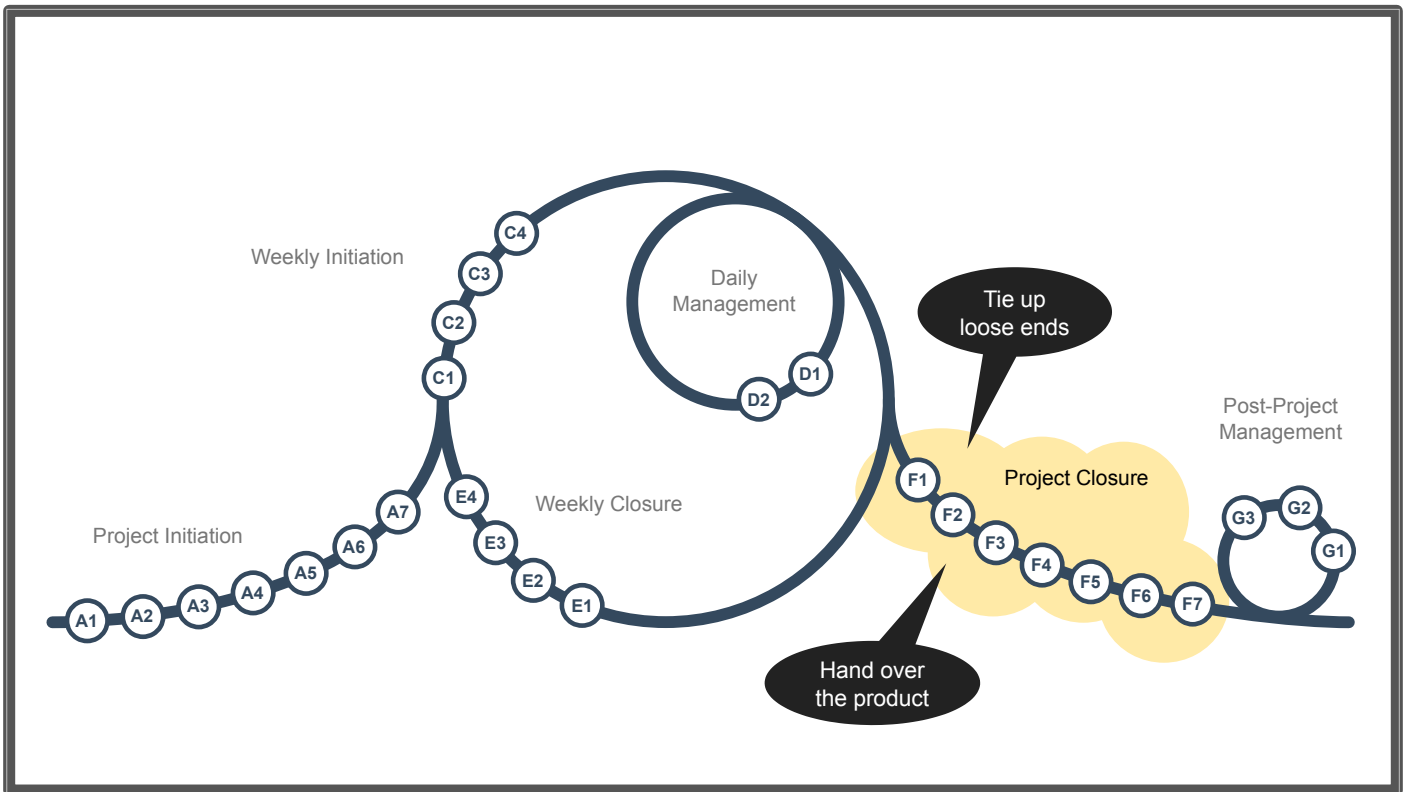 Weekly Initiation
C4
C3
C2
C1
Daily
Management
D1
D2
Tie up
loose ends
Post-Project
Management
Project Initiation
A1
A2
A3
A4
A5
A6
A7
Weekly Closure
E4
E3
E2
E1
Project Closure
F1
F2
F3
F4
F5
F6
F7
G3
G2
G1
Hand over
the product